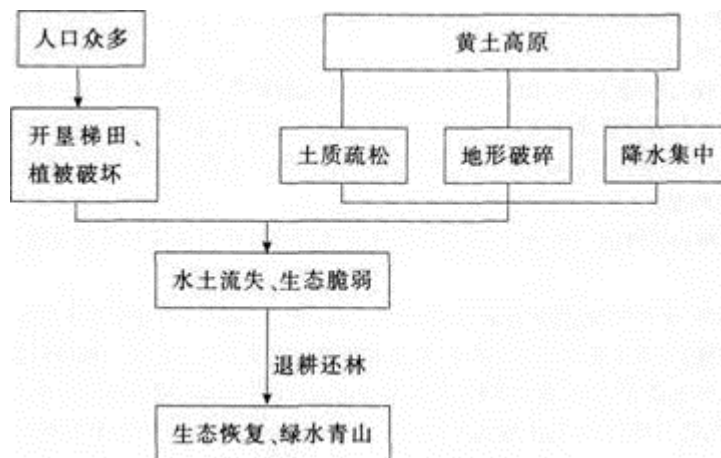 人口众多
黄土高原
开垦梯田、
植被破坏
土质疏松
地形破碎
降水集中
水土流失、生态脆弱
退耕还林
生态恢复、绿水青山